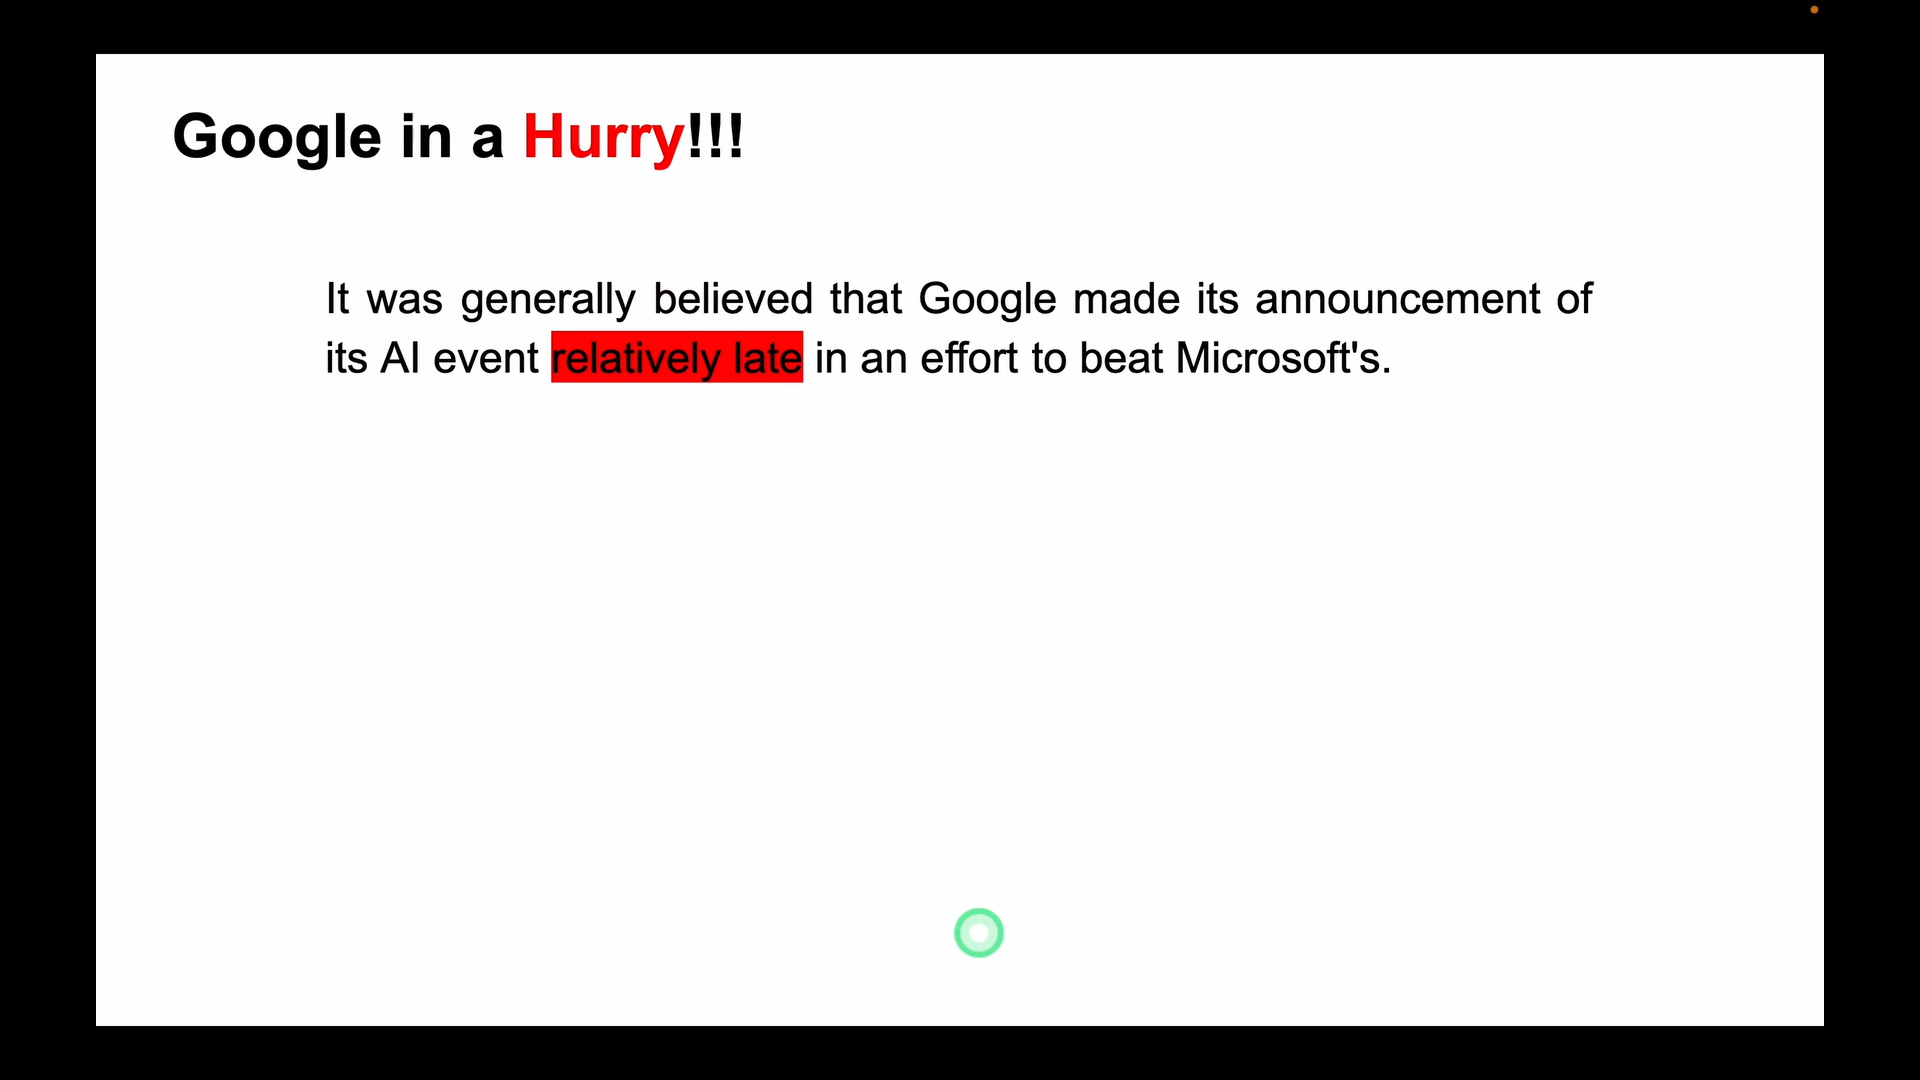 Google in a Hurry!!!
It was generally believed that Google made its announcement of
its AI event relatively late in an effort to beat Microsoft's.